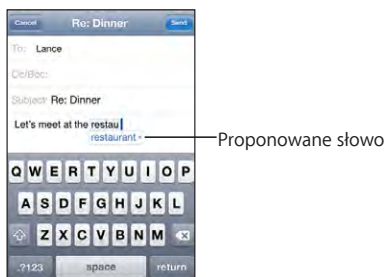 Cancel Re: Dinner Send
To: Lance
Cc/Bcc:
Subject: Re: Dinner
Let's meet at the restau
restaurant ×
Proponowane słowo
Q W E R T Y U I O P
A S D F G H J K L
Z X C V B N M
.?123 space return